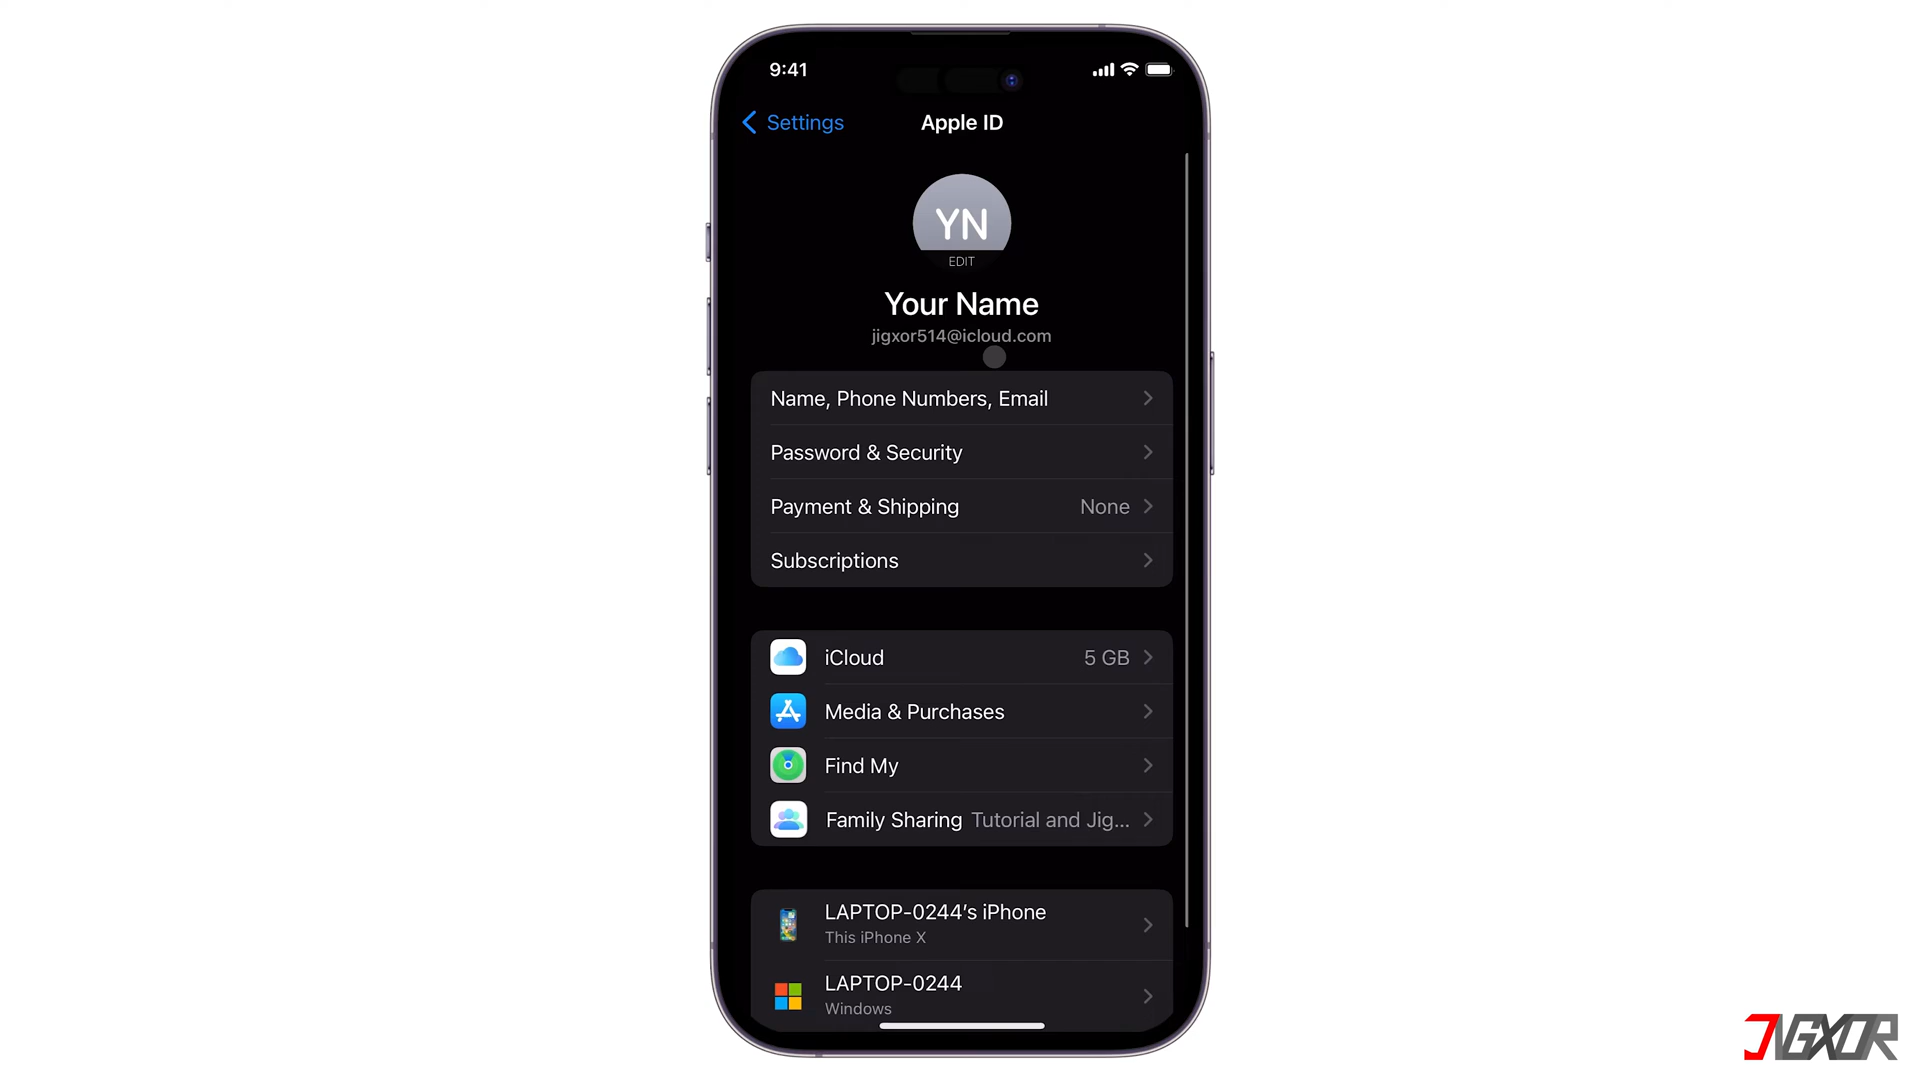 9:41
Settings
Apple ID
YN
EDIT
Your Name
jigxor514@icloud.com
Name, Phone Numbers, Email
Password & Security
Payment & Shipping None
Subscriptions
iCloud 5 GB
Media & Purchases
Find My
Family Sharing Tutorial and Jig...
LAPTOP-0244’s iPhone
This iPhone X
LAPTOP-0244
Windows
JIGXOR